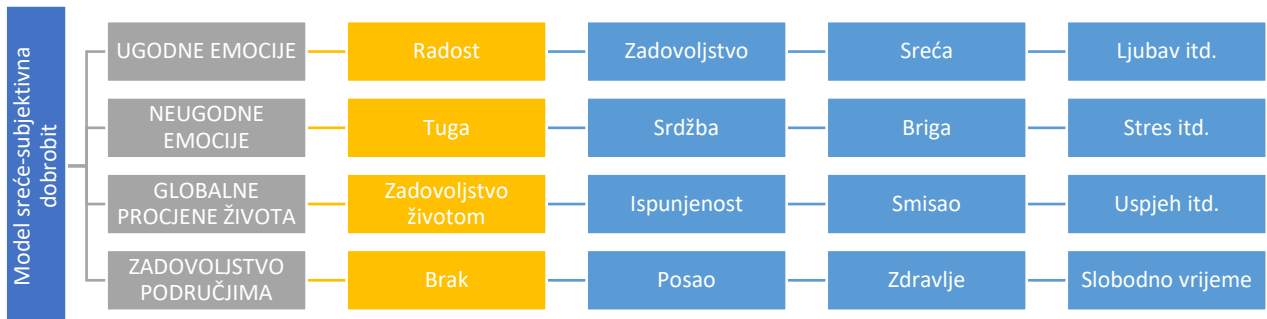 Model sreće-subjektivna
dobrobit
UGODNE EMOCIJE
Radost
Zadovoljstvo
Sreća
Ljubav itd.
NEUGODNE
EMOCIJE
Tuga
Srdžba
Briga
Stres itd.
GLOBALNE
PROCJENE ŽIVOTA
Zadovoljstvo
životom
Ispunjenost
Smisao
Uspjeh itd.
ZADOVOLJSTVO
PODRUČJIMA
Brak
Posao
Zdravlje
Slobodno vrijeme